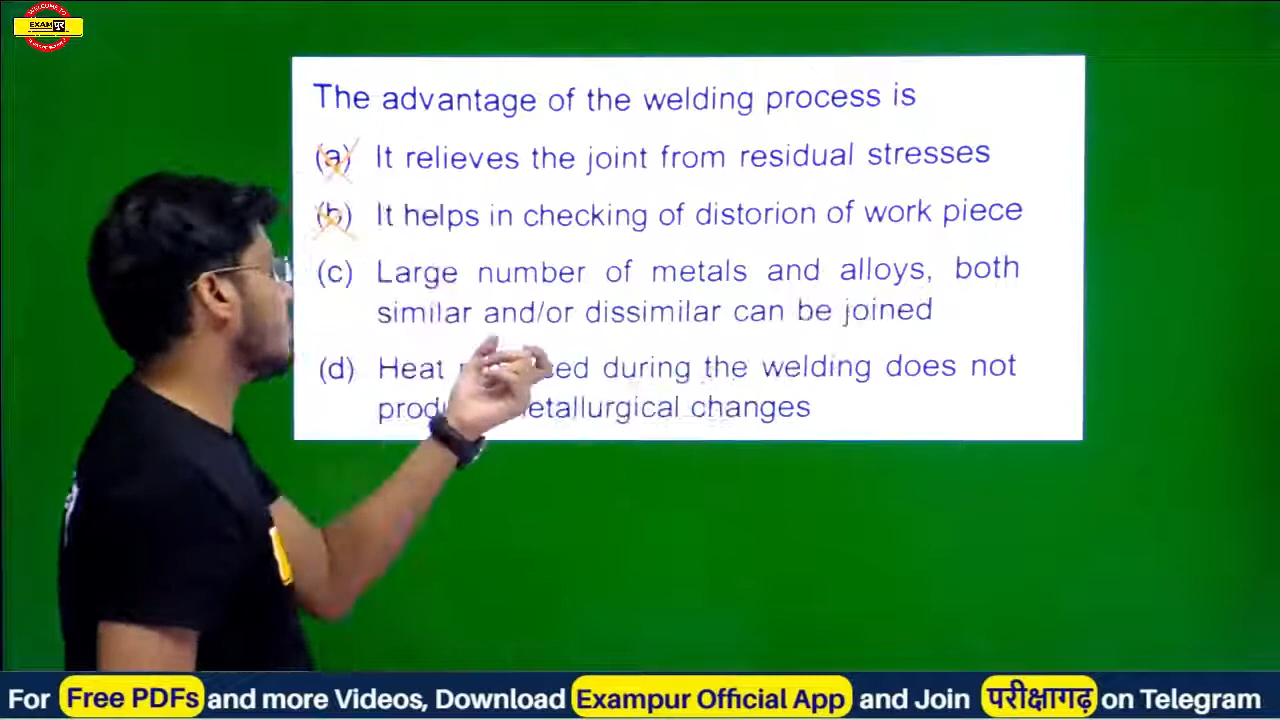 WELCOME TO
EXAMपुर
The advantage of the welding process is
(a) It relieves the joint from residual stresses
(b) It helps in checking of distorion of work piece
(c) Large number of metals and alloys, both
similar and/or dissimilar can be joined
(d) Heat during the welding does not
changes
For Free PDFs and more Videos, Download Exampur Official App and Join परीक्षागढ़ on Telegram